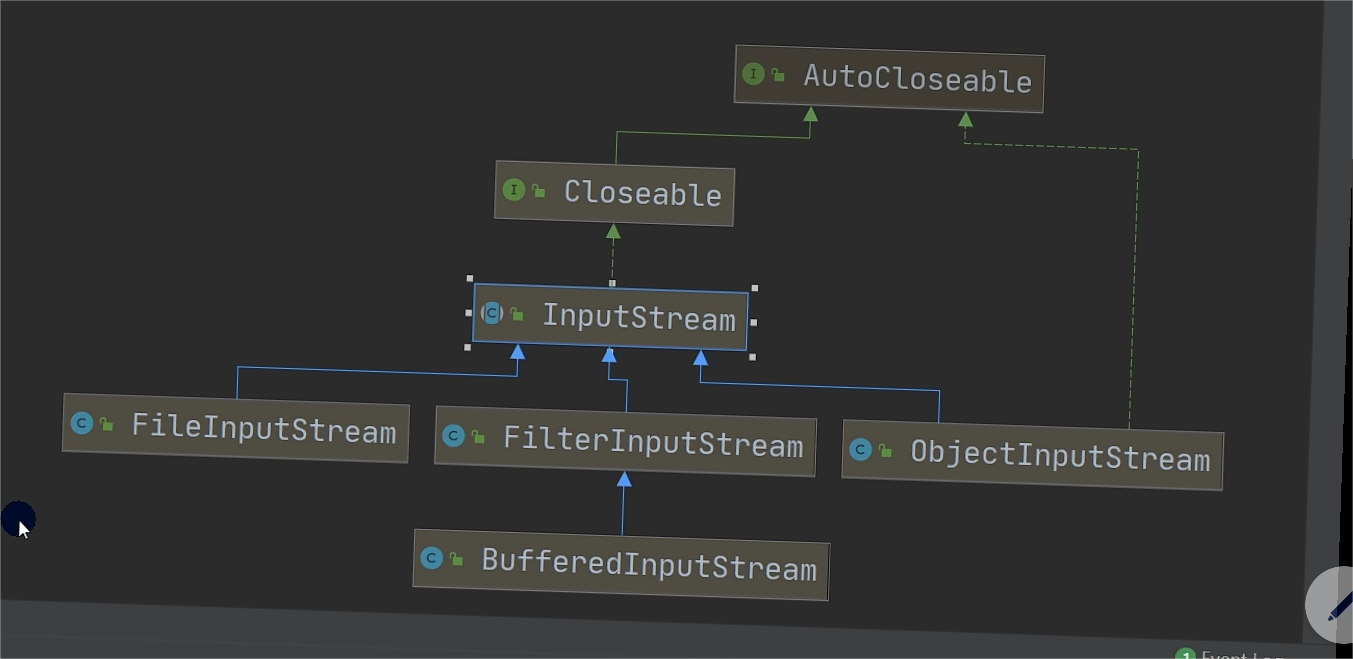 AutoCloseable
Closeable
InputStream
FileInputStream
FilterInputStream
ObjectInputStream
BufferedInputStream
1 Event Log